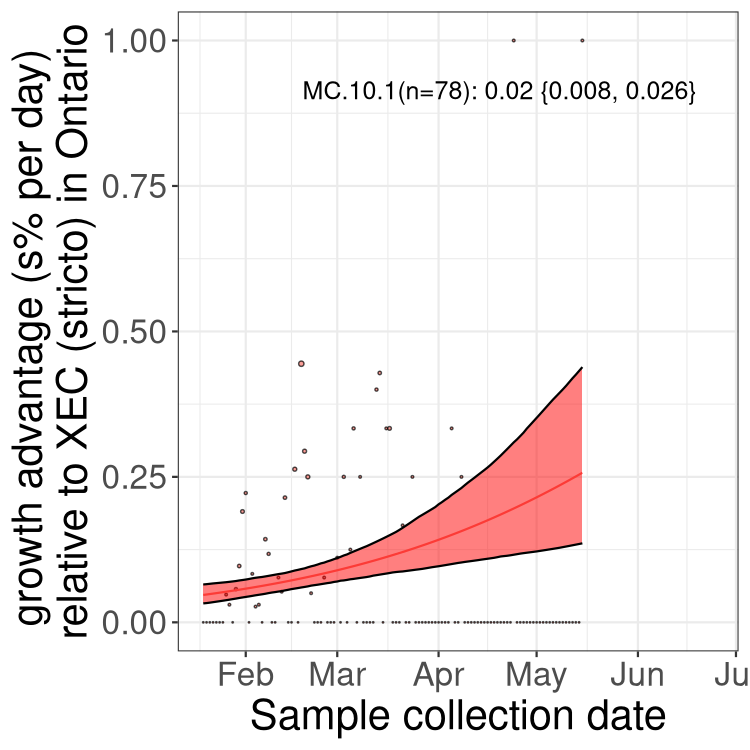 growth advantage (s% per day)
relative to XEC (stricto) in Ontario
1.00
0.75
0.50
0.25
0.00
MC.10.1(n=78): 0.02 {0.008, 0.026}
Feb Mar Apr May Jun Ju
Sample collection date